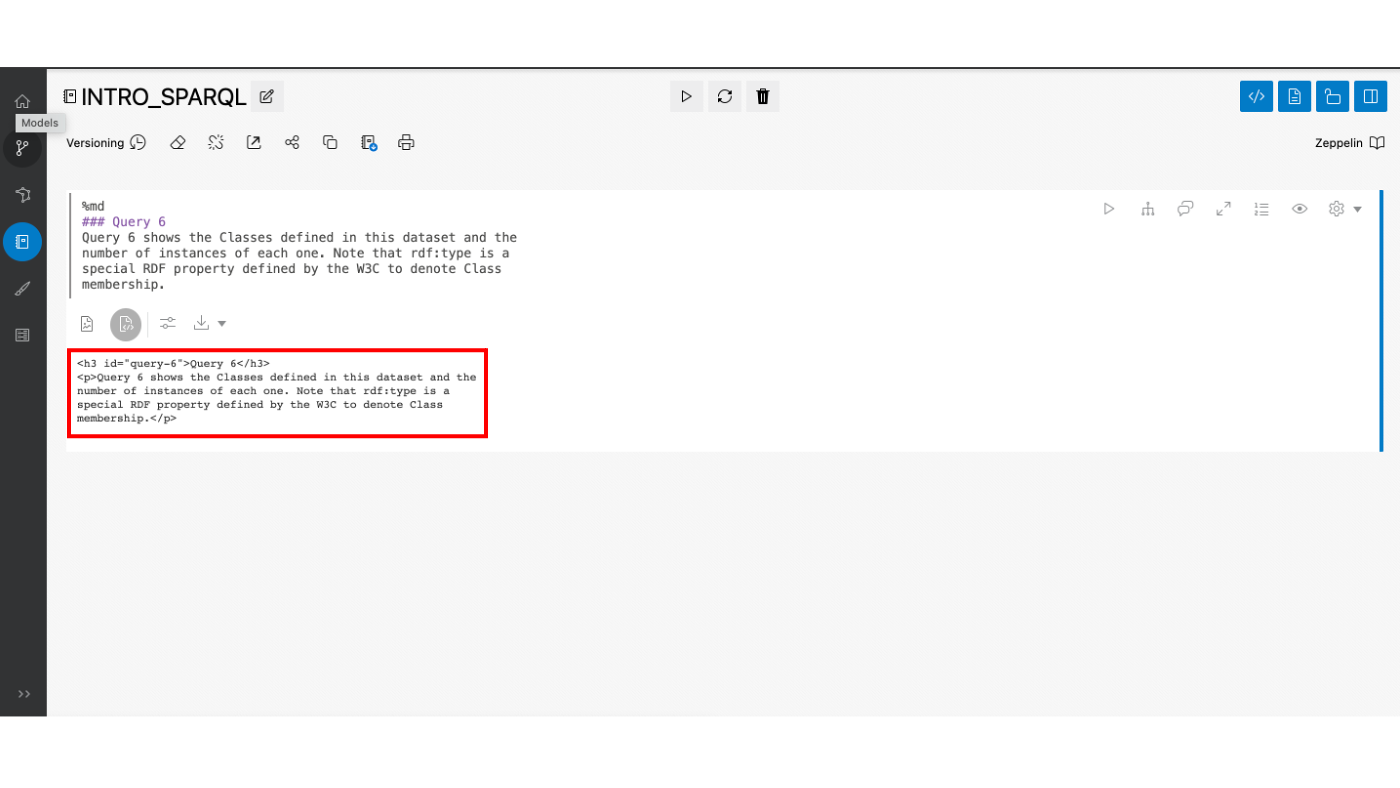 INTRO_SPARQL
Models
Versioning
Zeppelin
%md
### Query 6
Query 6 shows the Classes defined in this dataset and the
number of instances of each one. Note that rdf:type is a
special RDF property defined by the W3C to denote Class
membership.
<h3 id="query-6">Query 6</h3>
<p>Query 6 shows the Classes defined in this dataset and the
number of instances of each one. Note that rdf:type is a
special RDF property defined by the W3C to denote Class
membership.</p>